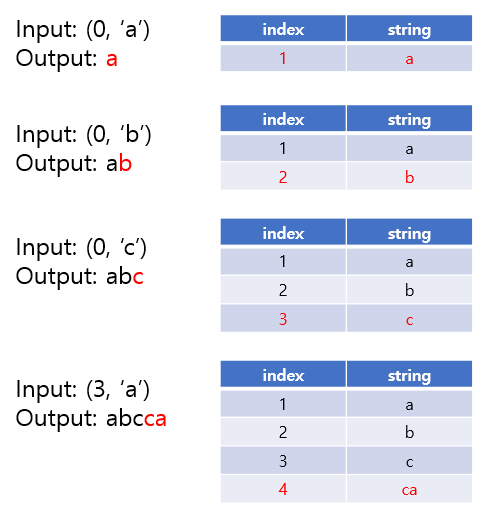 Input: (0, ‘a’)
Output: a
index string
1 a
Input: (0, ‘b’)
Output: ab
index string
1 a
2 b
Input: (0, ‘c’)
Output: abc
index string
1 a
2 b
3 c
Input: (3, ‘a’)
Output: abcca
index string
1 a
2 b
3 c
4 ca